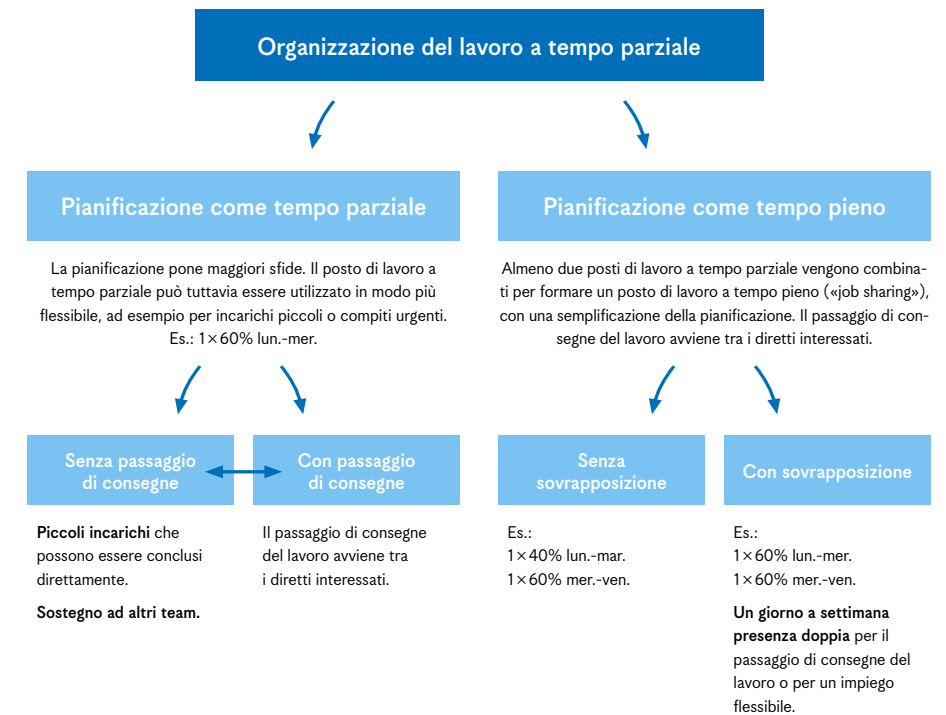 Organizzazione del lavoro a tempo parziale
Pianificazione come tempo parziale
La pianificazione pone maggiori sfide. Il posto di lavoro a
tempo parziale può tuttavia essere utilizzato in modo più
flessibile, ad esempio per incarichi piccoli o compiti urgenti.
Es.: 1×60% lun.-mer.
Pianificazione come tempo pieno
Almeno due posti di lavoro a tempo parziale vengono combina-
ti per formare un posto di lavoro a tempo pieno («job sharing»),
con una semplificazione della pianificazione. Il passaggio di con-
segne del lavoro avviene tra i diretti interessati.
Senza passaggio
di consegne
Piccoli incarichi che
possono essere conclusi
direttamente.
Sostegno ad altri team.
Con passaggio
di consegne
Il passaggio di consegne
del lavoro avviene tra
i diretti interessati.
Senza
sovrapposizione
Es.:
1×40% lun.-mar.
1×60% mer.-ven.
Con sovrapposizione
Es.:
1×60% lun.-mer.
1×60% mer.-ven.
Un giorno a settimana
presenza doppia per il
passaggio di consegne del
lavoro o per un impiego
flessibile.